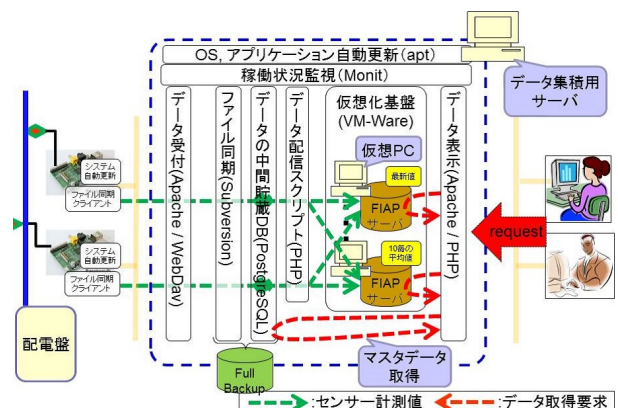 OS, アプリケーション自動更新(apt)
稼働状況監視(Monit)
データ集積用
サーバ
データ受付(Apache / WebDav)
ファイル同期(Subversion)
データの中間貯蔵DB(PostgreSQL)
データ配信スクリプト(PHP)
仮想化基盤
(VM-Ware)
仮想PC
最新値
FIAP
サーバ
10個の
平均値
FIAP
サーバ
データ表示(Apache / PHP)
request
システム
自動更新
ファイル同期
クライアント
システム
自動更新
ファイル同期
クライアント
配電盤
Full
Backup
マスタデータ
取得
:センサー計測値
:データ取得要求